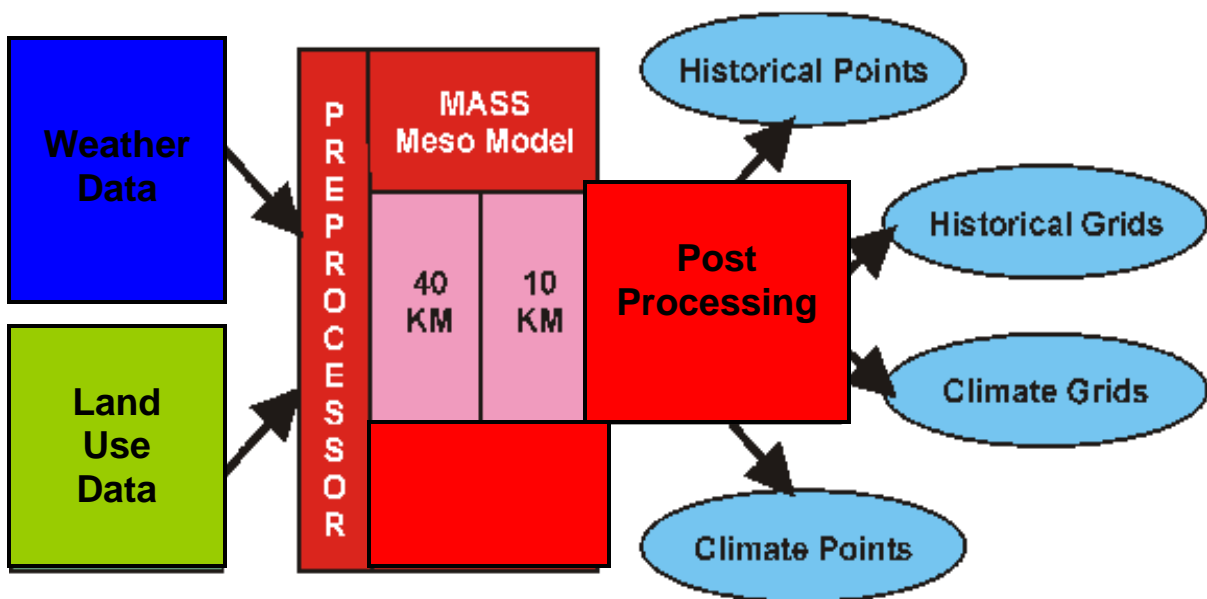 Weather
Data
Land
Use
Data
PREPROCESSOR
MASS
Meso Model
40
KM
10
KM
Post
Processing
Historical Points
Historical Grids
Climate Grids
Climate Points